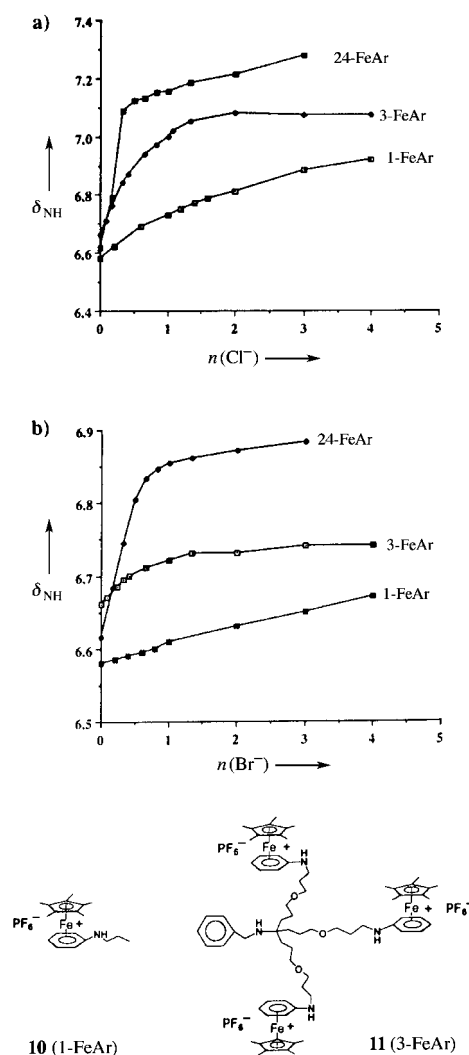 a)
7.4
7.2
7.0
6.8
6.6
6.4
δNH
24-FeAr
3-FeAr
1-FeAr
0 1 2 3 4 5
n(Cl⁻)
b)
6.9
6.8
6.7
6.6
6.5
δNH
24-FeAr
3-FeAr
1-FeAr
0 1 2 3 4 5
n(Br⁻)
PF6⁻
Fe +
H
N
PF6⁻
Fe +
HN
10 (1-FeAr)
O
H
N
O
H
N
Fe +
PF6⁻
O
H
N
PF6⁻
Fe +
11 (3-FeAr)